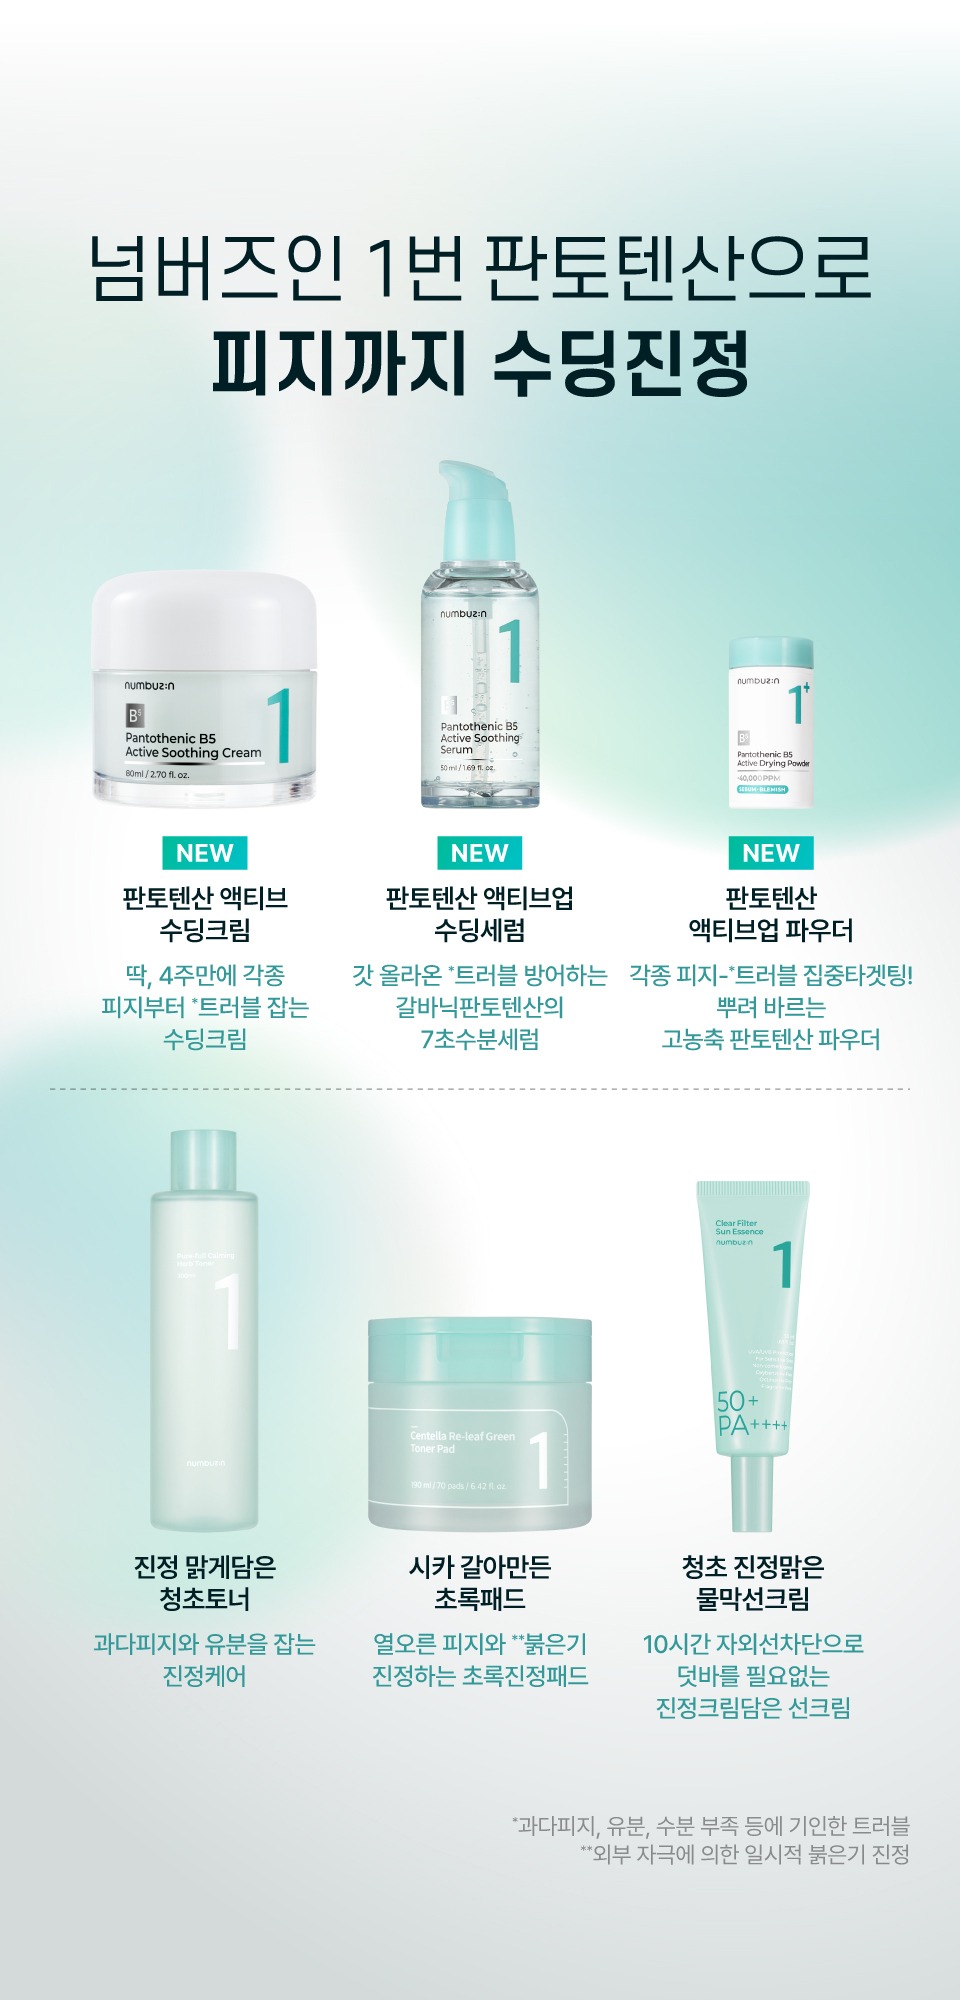 넘버즈인 1번 판토텐산으로
피지까지 수딩진정
numbuz:n
1
B5
Pantothenic B5
Active Soothing Cream
80ml / 2.70 fl. oz.
numbuz:n
1
Pantothenic B5
Active Soothing
Serum
50 ml / 1.69 fl. oz.
numbuz:n
1+
B5
Pantothenic B5
Active Drying Powder
40,000PPM
SEBUM-BLEMISH
NEW
판토텐산 액티브
수딩크림
딱, 4주만에 각종
피지부터 *트러블 잡는
수딩크림
NEW
판토텐산 액티브업
수딩세럼
갓 올라온 *트러블 방어하는
갈바닉판토텐산의
7초수분세럼
NEW
판토텐산
액티브업 파우더
각종 피지-*트러블 집중타겟팅!
뿌려 바르는
고농축 판토텐산 파우더
1
numbuz:n
Centella Re-leaf Green
Toner Pad
1
190 ml / 70 pads / 6.42 fl. oz.
Clear Filter
Sun Essence
numbuz:n
1
50+
PA++++
진정 맑게담은
청초토너
과다피지와 유분을 잡는
진정케어
시카 갈아만든
초록패드
열오른 피지와 **붉은기
진정하는 초록진정패드
청초 진정맑은
물막선크림
10시간 자외선차단으로
덧바를 필요없는
진정크림담은 선크림
*과다피지, 유분, 수분 부족 등에 기인한 트러블
**외부 자극에 의한 일시적 붉은기 진정